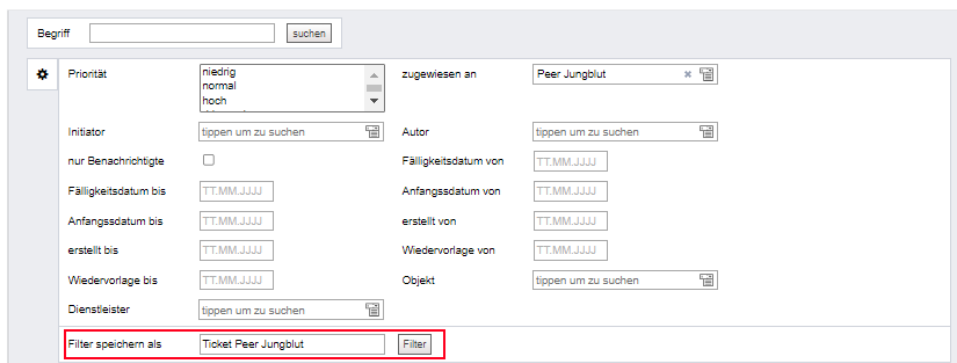 Begriff suchen
Priorität niedrig zugewiesen an Peer Jungblut
normal
hoch
Initiator tippen um zu suchen Autor tippen um zu suchen
nur Benachrichtigte Fälligkeitsdatum von TT.MM.JJJJ
Fälligkeitsdatum bis TT.MM.JJJJ Anfangssdatum von TT.MM.JJJJ
Anfangssdatum bis TT.MM.JJJJ erstellt von TT.MM.JJJJ
erstellt bis TT.MM.JJJJ Wiedervorlage von TT.MM.JJJJ
Wiedervorlage bis TT.MM.JJJJ Objekt tippen um zu suchen
Dienstleister tippen um zu suchen
Filter speichern als Ticket Peer Jungblut Filter